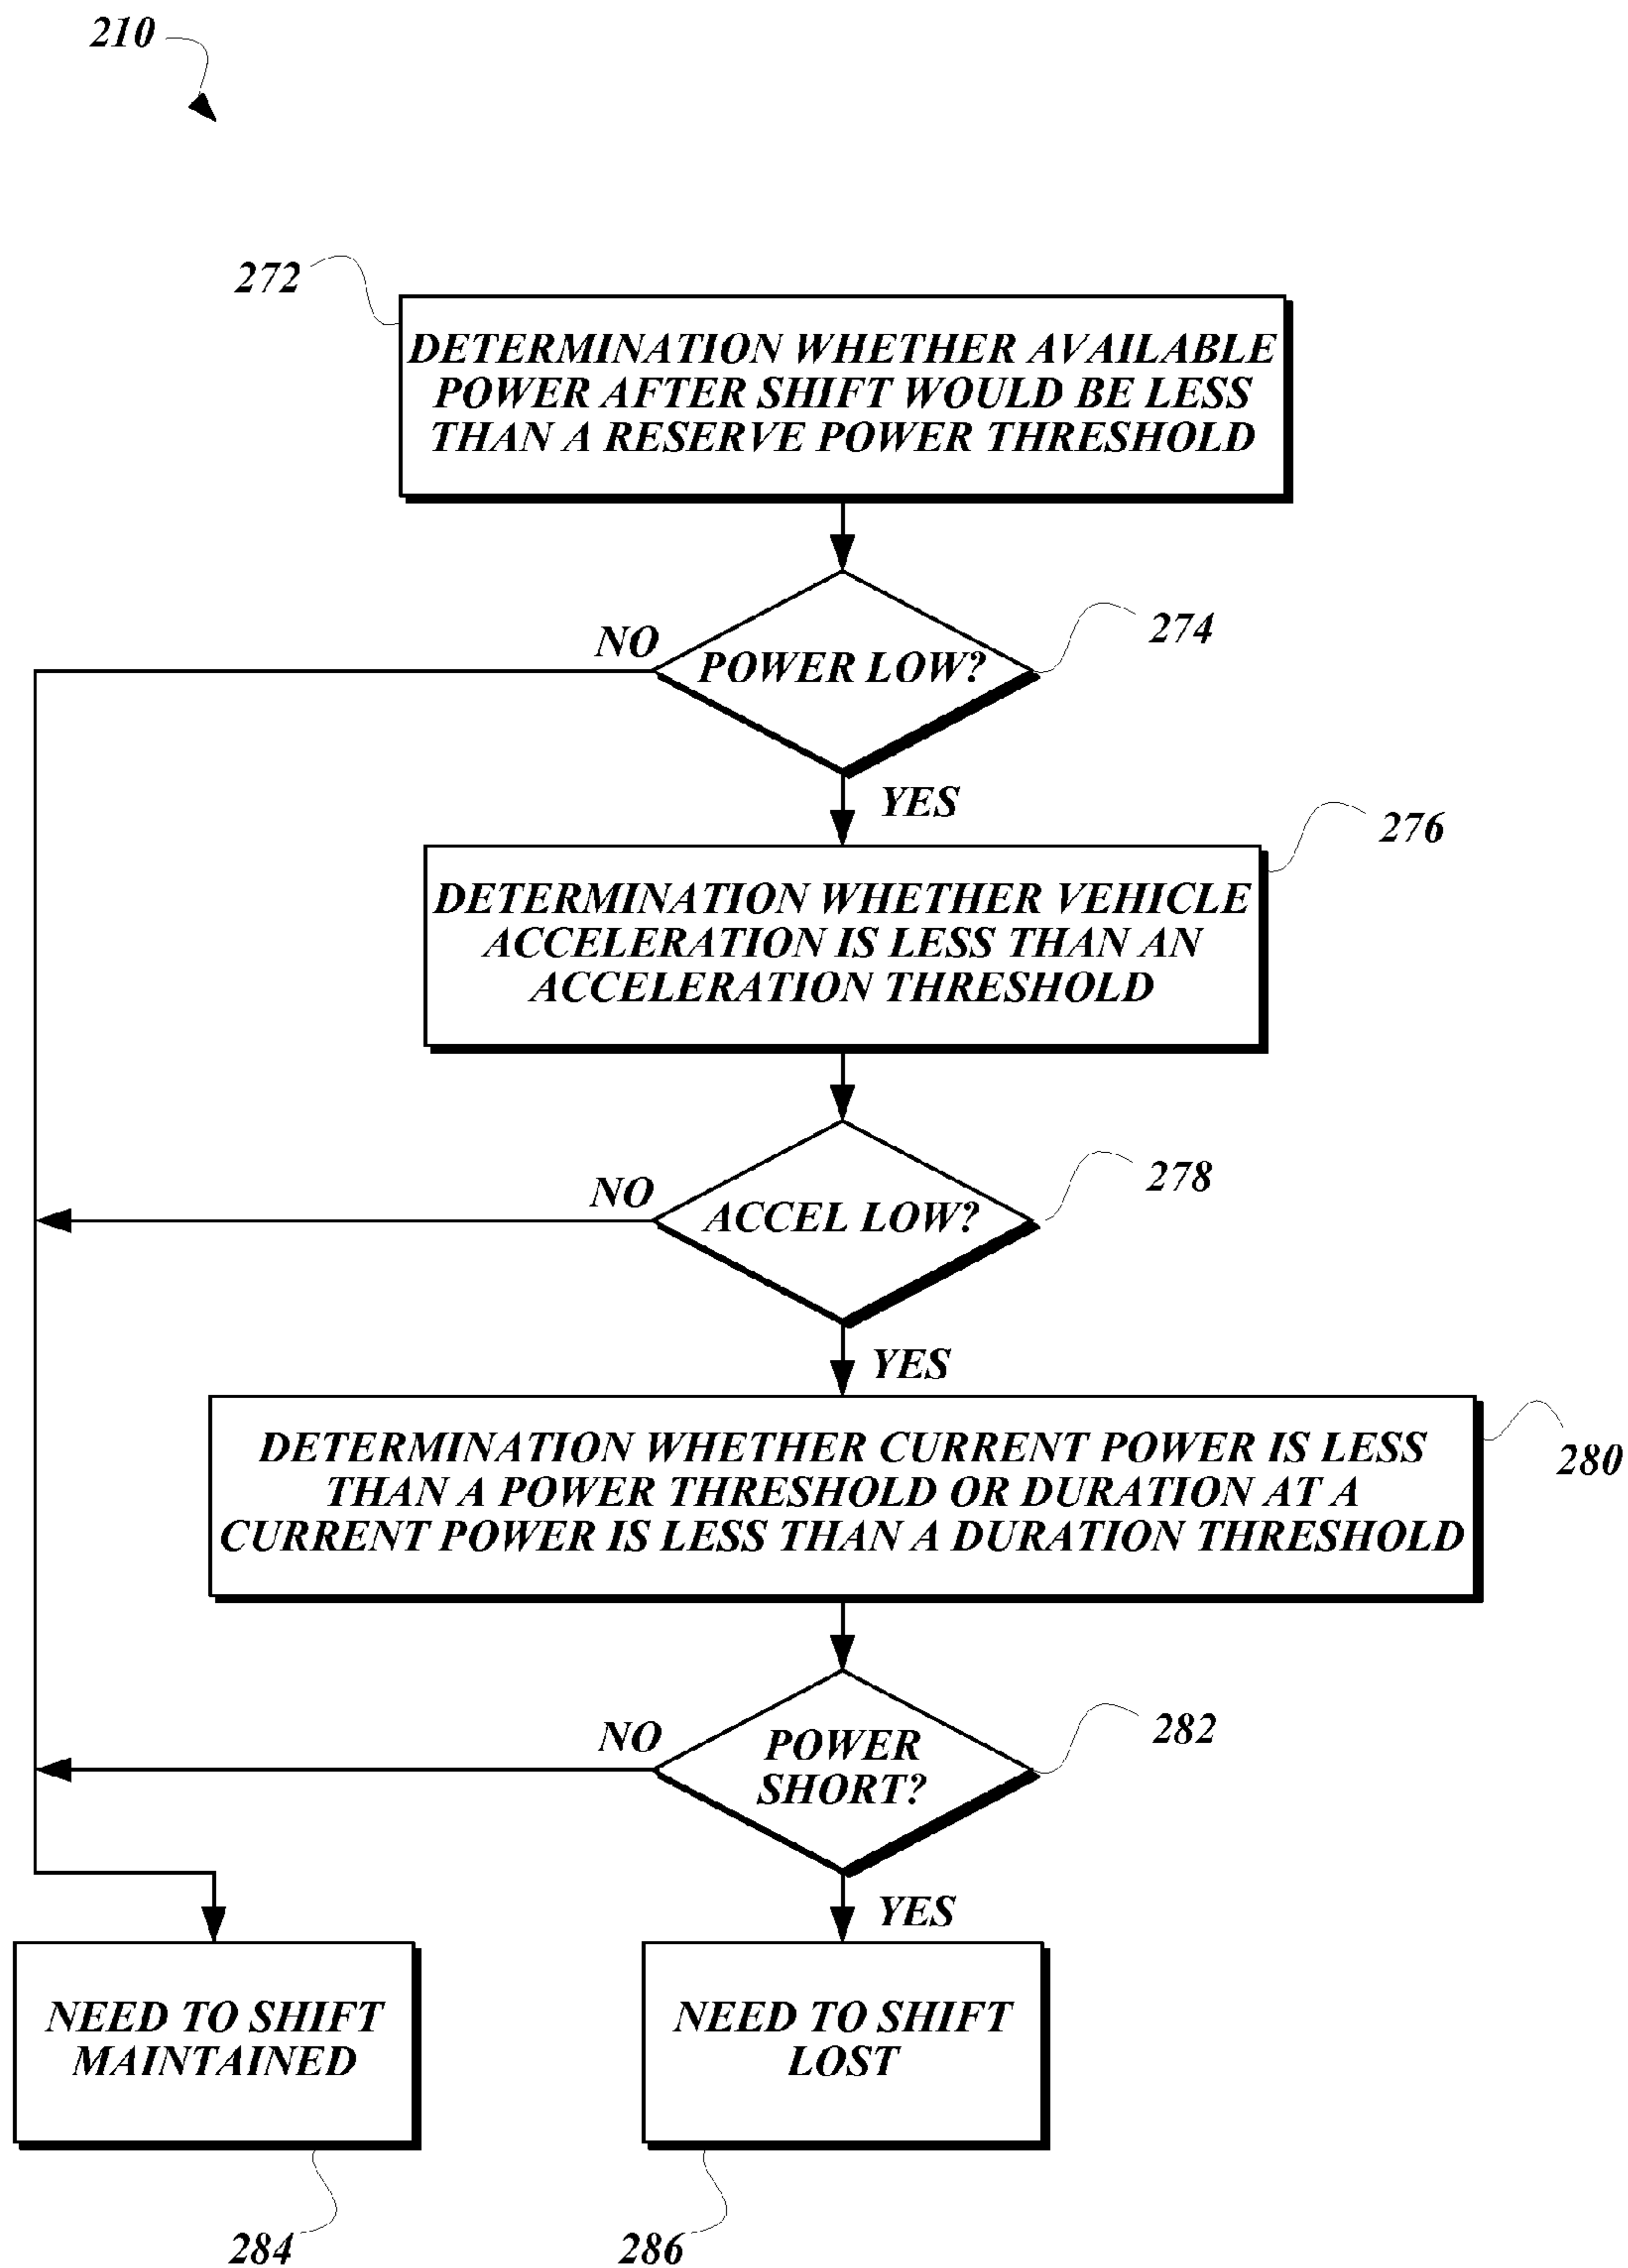 210
272
DETERMINATION WHETHER AVAILABLE
POWER AFTER SHIFT WOULD BE LESS
THAN A RESERVE POWER THRESHOLD
274
NO
POWER LOW?
YES
276
DETERMINATION WHETHER VEHICLE
ACCELERATION IS LESS THAN AN
ACCELERATION THRESHOLD
278
NO
ACCEL LOW?
YES
280
DETERMINATION WHETHER CURRENT POWER IS LESS
THAN A POWER THRESHOLD OR DURATION AT A
CURRENT POWER IS LESS THAN A DURATION THRESHOLD
282
NO
POWER
SHORT?
YES
NEED TO SHIFT
MAINTAINED
NEED TO SHIFT
LOST
284
286